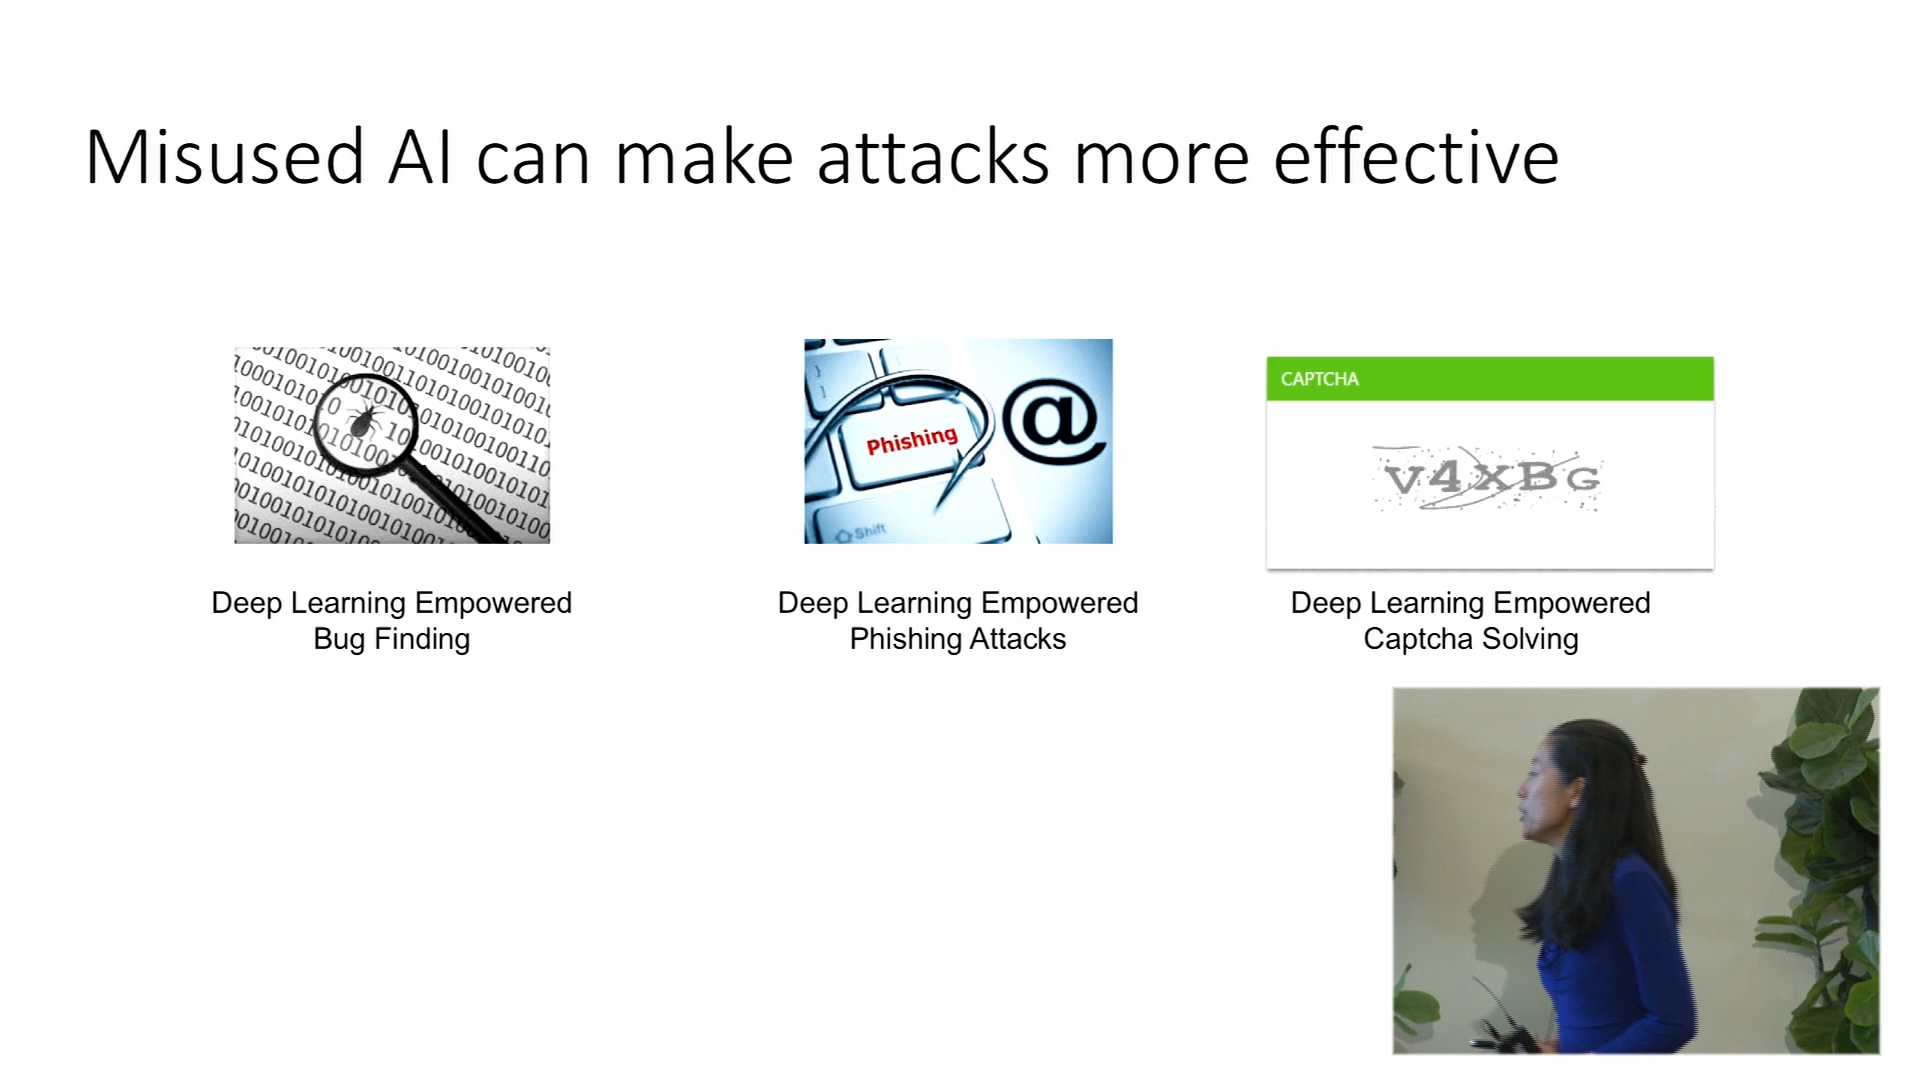 Misused AI can make attacks more effective
Phishing
@
Shift
CAPTCHA
v4XBG
Deep Learning Empowered
Bug Finding
Deep Learning Empowered
Phishing Attacks
Deep Learning Empowered
Captcha Solving